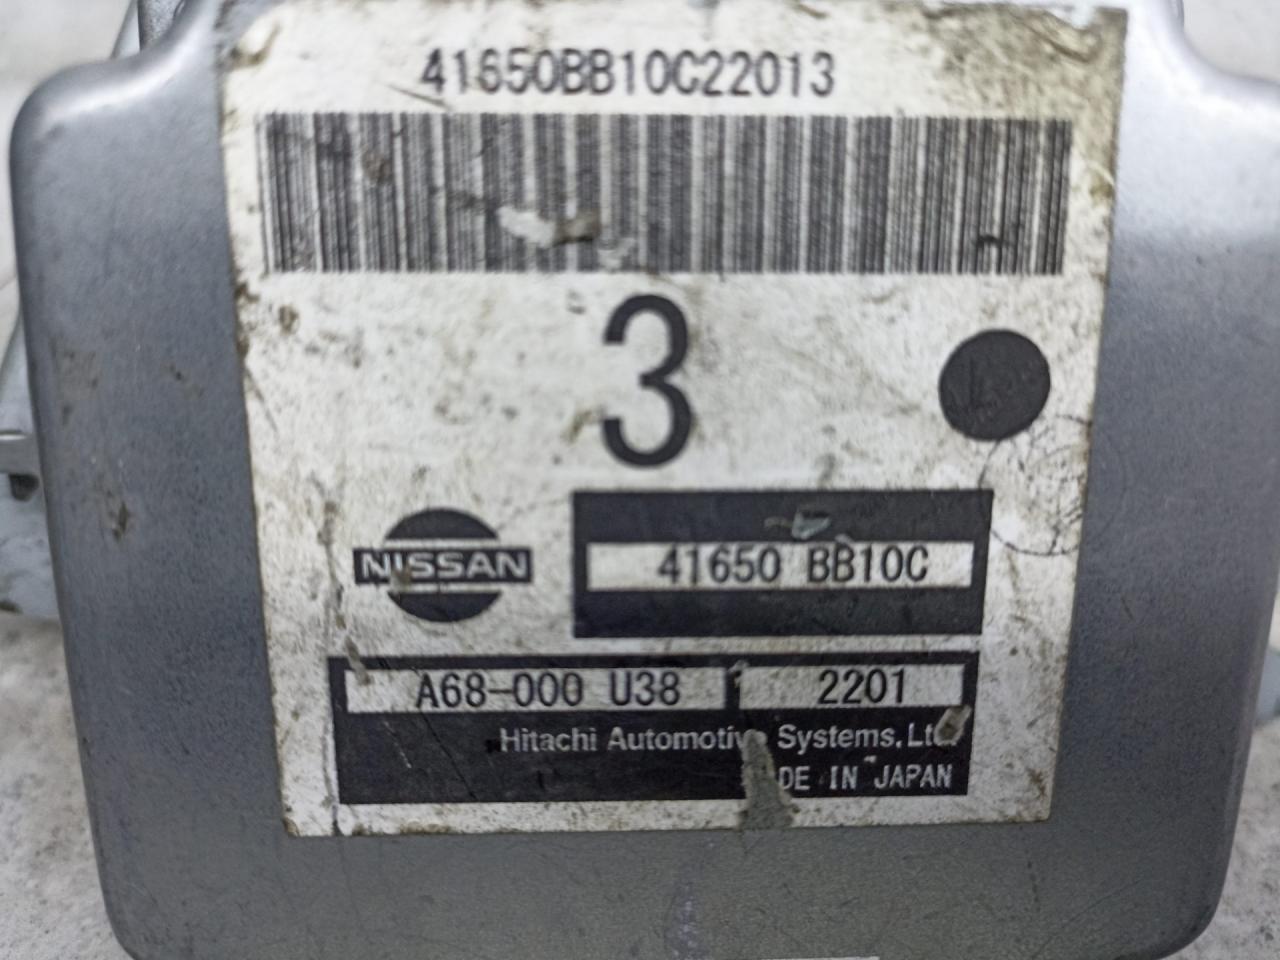 41650BB10C22013
3
NISSAN
41650 BB10C
A68-000 U38 2201
Hitachi Automotive Systems, Ltd.
DE IN JAPAN